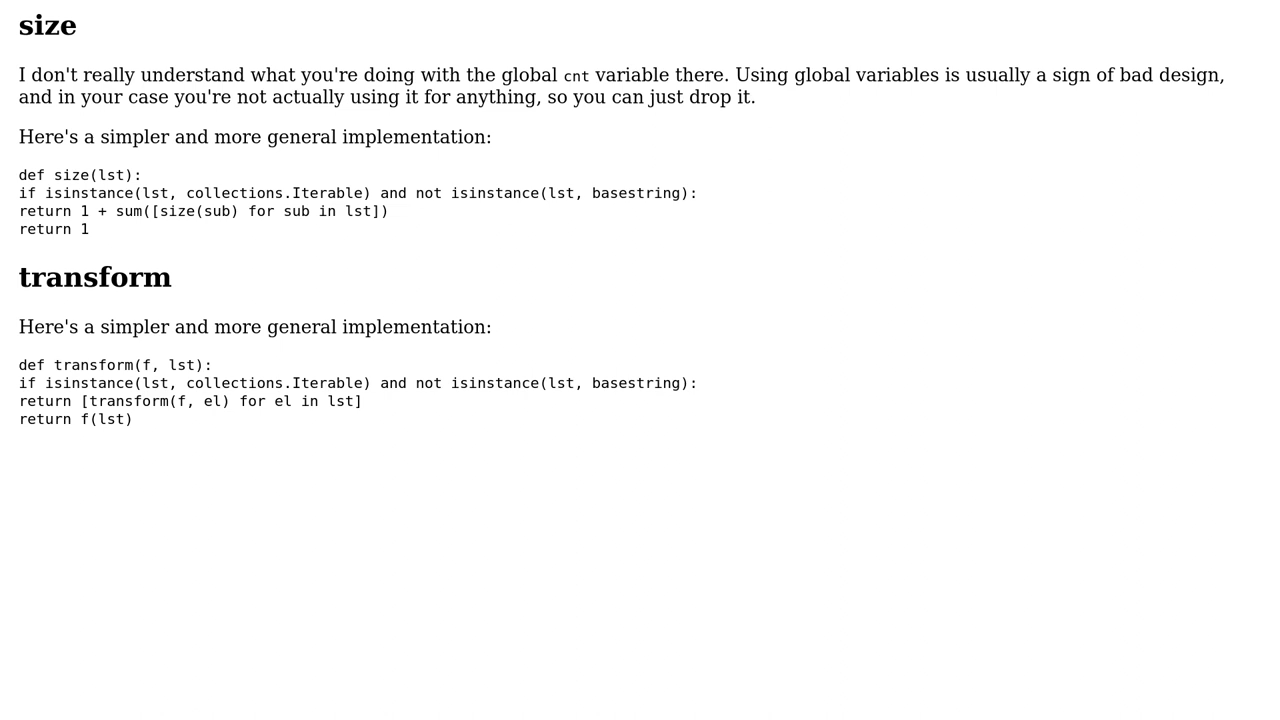 size
I don't really understand what you're doing with the global cnt variable there. Using global variables is usually a sign of bad design,
and in your case you're not actually using it for anything, so you can just drop it.
Here's a simpler and more general implementation:
def size(lst):
if isinstance(lst, collections.Iterable) and not isinstance(lst, basestring):
return 1 + sum([size(sub) for sub in lst])
return 1
transform
Here's a simpler and more general implementation:
def transform(f, lst):
if isinstance(lst, collections.Iterable) and not isinstance(lst, basestring):
return [transform(f, el) for el in lst]
return f(lst)